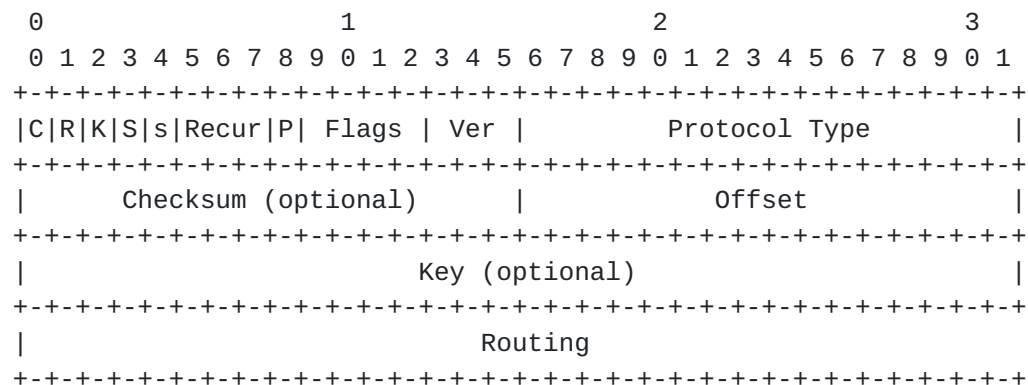 0                   1                   2                   3
 0 1 2 3 4 5 6 7 8 9 0 1 2 3 4 5 6 7 8 9 0 1 2 3 4 5 6 7 8 9 0 1
+-+-+-+-+-+-+-+-+-+-+-+-+-+-+-+-+-+-+-+-+-+-+-+-+-+-+-+-+-+-+-+-+
|C|R|K|S|s|Recur|P| Flags | Ver |         Protocol Type         |
+-+-+-+-+-+-+-+-+-+-+-+-+-+-+-+-+-+-+-+-+-+-+-+-+-+-+-+-+-+-+-+-+
|      Checksum (optional)      |            Offset             |
+-+-+-+-+-+-+-+-+-+-+-+-+-+-+-+-+-+-+-+-+-+-+-+-+-+-+-+-+-+-+-+-+
|                         Key (optional)                        |
+-+-+-+-+-+-+-+-+-+-+-+-+-+-+-+-+-+-+-+-+-+-+-+-+-+-+-+-+-+-+-+-+
|                             Routing
+-+-+-+-+-+-+-+-+-+-+-+-+-+-+-+-+-+-+-+-+-+-+-+-+-+-+-+-+-+-+-+-+